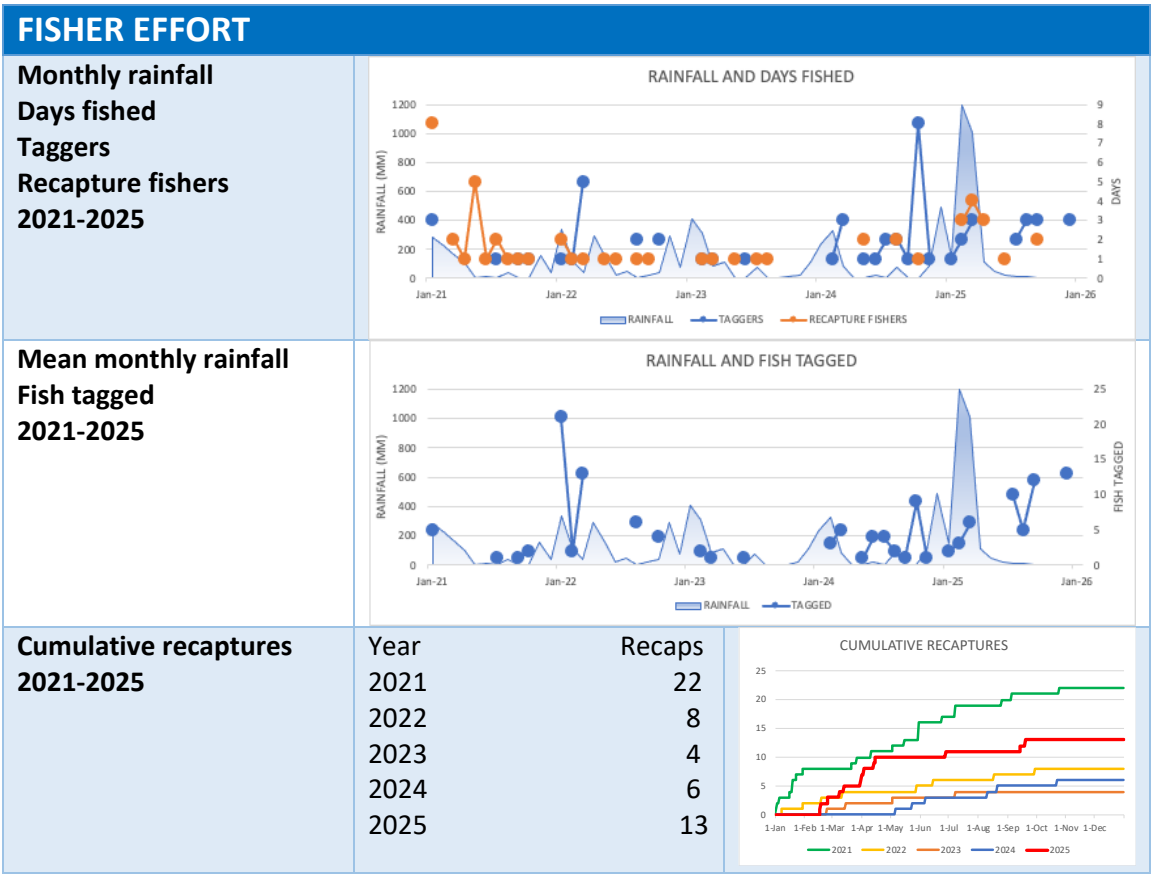 FISHER EFFORT
Monthly rainfall
Days fished
Taggers
Recapture fishers
2021-2025
RAINFALL AND DAYS FISHED
RAINFALL (MM)
1200
1000
800
600
400
200
0
9
8
7
6
5
4
3
2
1
0
DAYS
Jan-21 Jan-22 Jan-23 Jan-24 Jan-25 Jan-26
RAINFALL TAGGERS RECAPTURE FISHERS
Mean monthly rainfall
Fish tagged
2021-2025
RAINFALL AND FISH TAGGED
RAINFALL (MM)
1200
1000
800
600
400
200
0
25
20
15
10
5
0
FISH TAGGED
Jan-21 Jan-22 Jan-23 Jan-24 Jan-25 Jan-26
RAINFALL TAGGED
Cumulative recaptures
2021-2025
Year Recaps
2021 22
2022 8
2023 4
2024 6
2025 13
CUMULATIVE RECAPTURES
25
20
15
10
5
0
1-Jan 1-Feb 1-Mar 1-Apr 1-May 1-Jun 1-Jul 1-Aug 1-Sep 1-Oct 1-Nov 1-Dec
2021 2022 2023 2024 2025